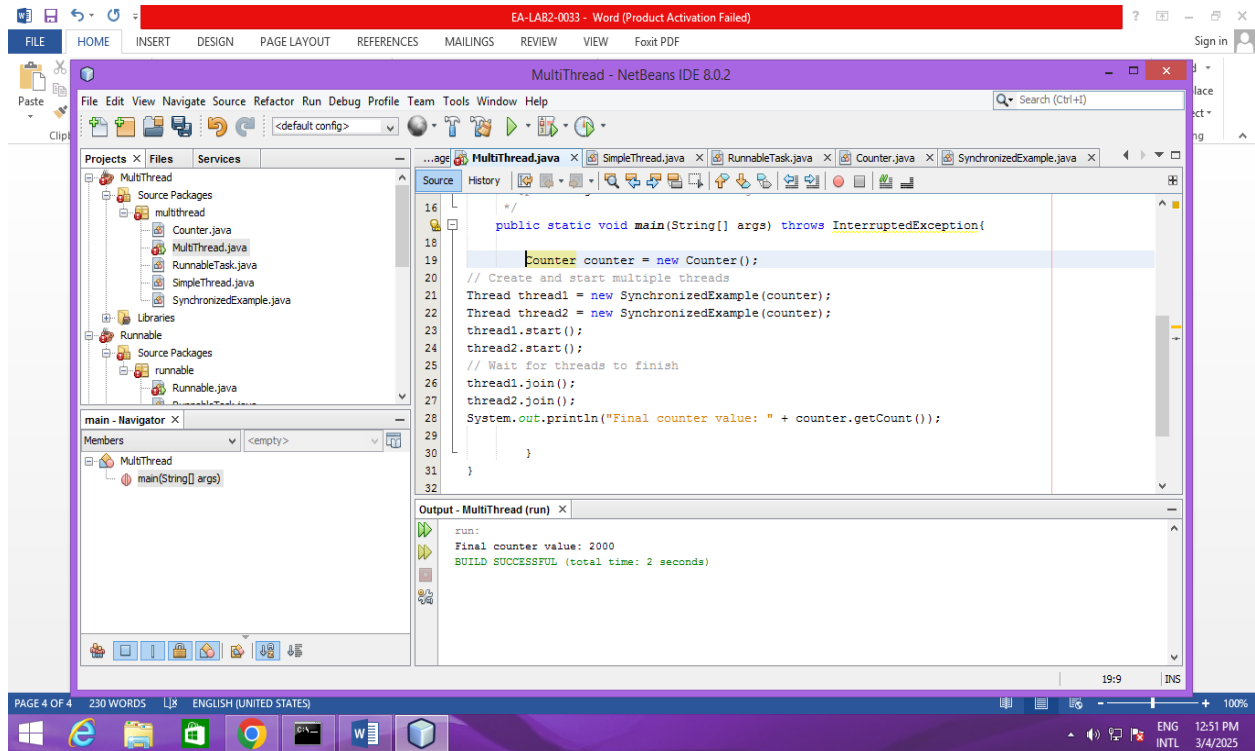 EA-LAB2-0033 - Word (Product Activation Failed)
FILE HOME INSERT DESIGN PAGE LAYOUT REFERENCES MAILINGS REVIEW VIEW Foxit PDF Sign in
Paste
Clipl
MultiThread - NetBeans IDE 8.0.2
File Edit View Navigate Source Refactor Run Debug Profile Team Tools Window Help
Search (Ctrl+I)
lace
ect
ng
<default config>
Projects Files Services
MultiThread
Source Packages
multithread
Counter.java
MultiThread.java
RunnableTask.java
SimpleThread.java
SynchronizedExample.java
Libraries
Runnable
Source Packages
runnable
Runnable.java
main - Navigator
Members <empty>
MultiThread
main(String[] args)
...age MultiThread.java SimpleThread.java RunnableTask.java Counter.java SynchronizedExample.java
Source History
16 */
public static void main(String[] args) throws InterruptedException{
18
19 Counter counter = new Counter();
20 // Create and start multiple threads
21 Thread thread1 = new SynchronizedExample(counter);
22 Thread thread2 = new SynchronizedExample(counter);
23 thread1.start();
24 thread2.start();
25 // Wait for threads to finish
26 thread1.join();
27 thread2.join();
28 System.out.println("Final counter value: " + counter.getCount());
29
30 }
31 }
32
Output - MultiThread (run)
run:
Final counter value: 2000
BUILD SUCCESSFUL (total time: 2 seconds)
19:9 INS
PAGE 4 OF 4 230 WORDS ENGLISH (UNITED STATES) 100%
ENG 12:51 PM
INTL 3/4/2025